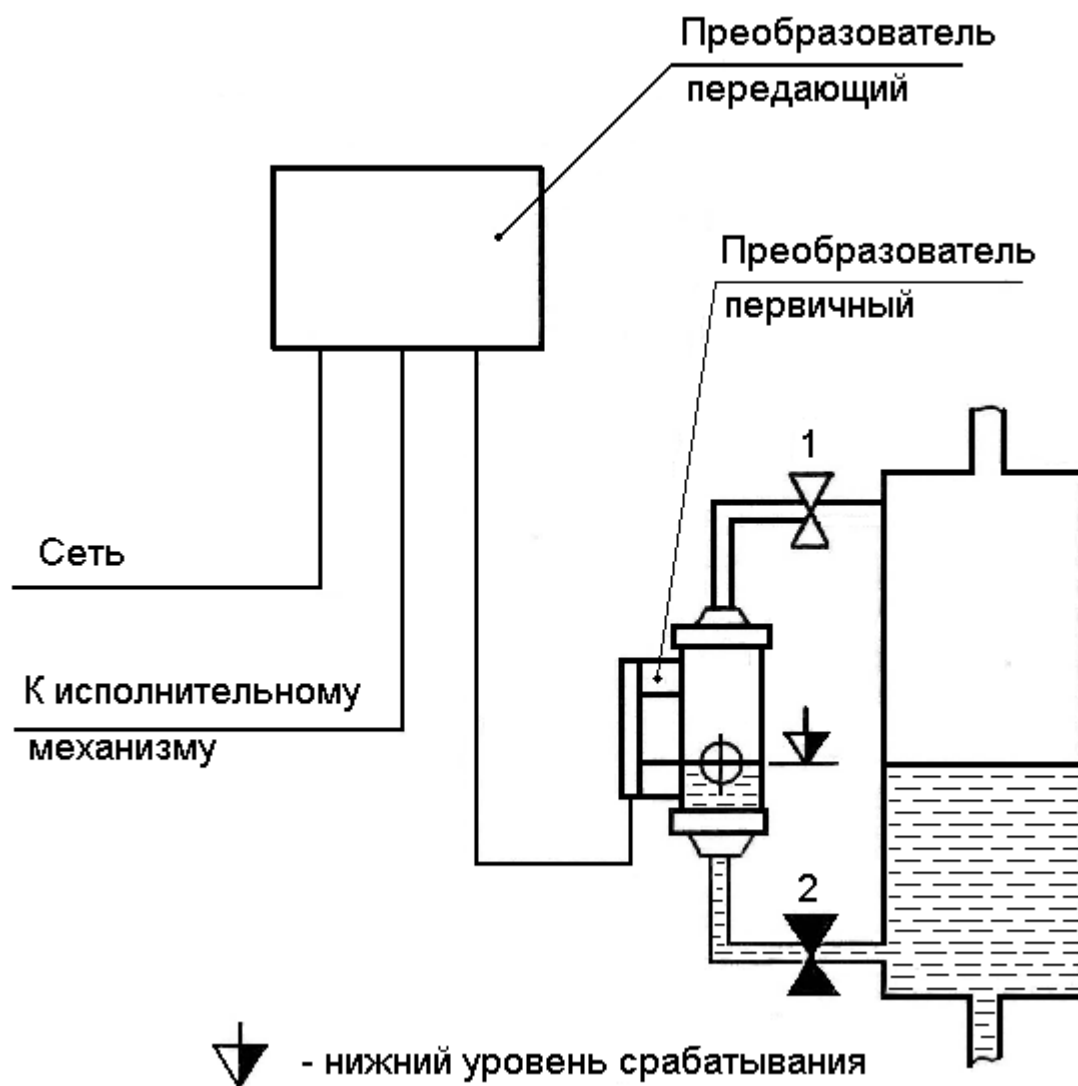 Преобразователь
передающий
Преобразователь
первичный
1
Сеть
К исполнительному
механизму
2
- нижний уровень срабатывания